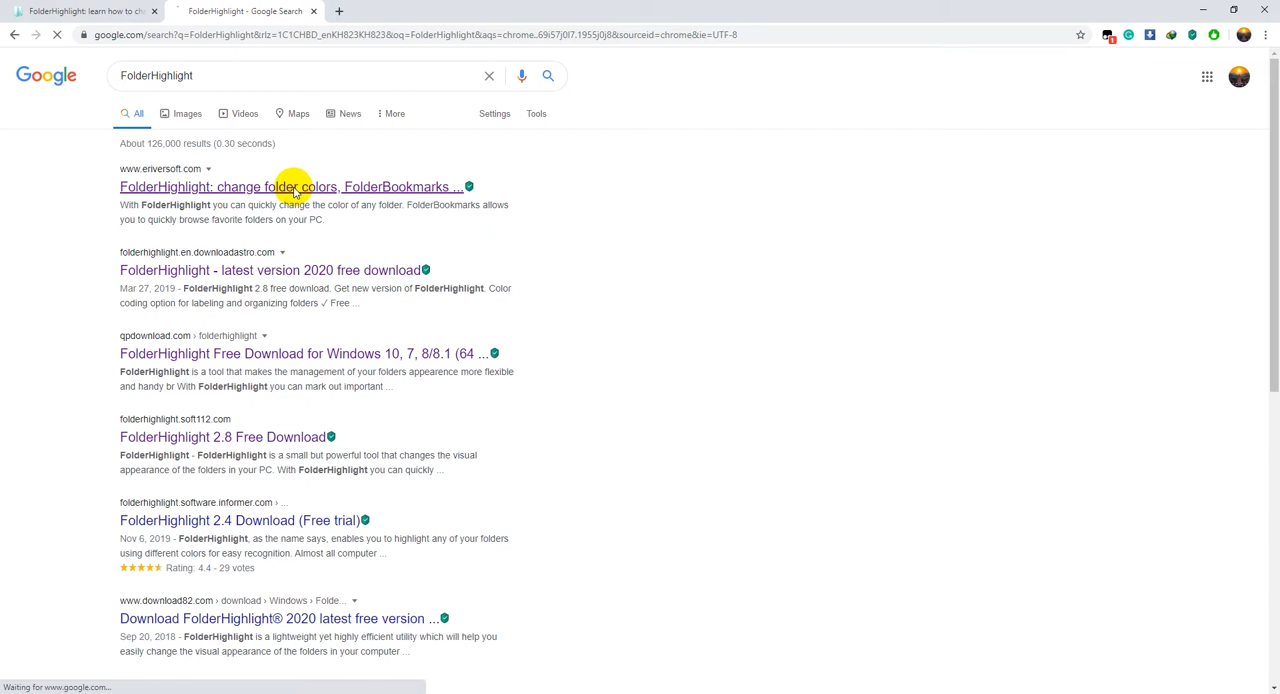 FolderHighlight: learn how to ch
FolderHighlight - Google Search
google.com/search?q=FolderHighlight&rlz=1C1CHBD_enKH823KH823&oq=FolderHighlight&aqs=chrome..69i57j0l7.1955j0j8&sourceid=chrome&ie=UTF-8
1
Google
FolderHighlight
All
Images
Videos
Maps
News
More
Settings
Tools
About 126,000 results (0.30 seconds)
www.eriversoft.com
FolderHighlight: change folder colors, FolderBookmarks ...
With FolderHighlight you can quickly change the color of any folder. FolderBookmarks allows
you to quickly browse favorite folders on your PC.
folderhighlight.en.downloadastro.com
FolderHighlight - latest version 2020 free download
Mar 27, 2019 - FolderHighlight 2.8 free download. Get new version of FolderHighlight. Color
coding option for labeling and organizing folders ✓ Free ...
qpdownload.com › folderhighlight
FolderHighlight Free Download for Windows 10, 7, 8/8.1 (64 ...
FolderHighlight is a tool that makes the management of your folders appearence more flexible
and handy br With FolderHighlight you can mark out important ...
folderhighlight.soft112.com
FolderHighlight 2.8 Free Download
FolderHighlight - FolderHighlight is a small but powerful tool that changes the visual
appearance of the folders in your PC. With FolderHighlight you can quickly ...
folderhighlight.software.informer.com › ...
FolderHighlight 2.4 Download (Free trial)
Nov 6, 2019 - FolderHighlight, as the name says, enables you to highlight any of your folders
using different colors for easy recognition. Almost all computer ...
Rating: 4.4 - 29 votes
www.download82.com › download › Windows › Folde...
Download FolderHighlight® 2020 latest free version ...
Sep 20, 2018 - FolderHighlight is a lightweight yet highly efficient utility which will help you
easily change the visual appearance of the folders in your computer ...
Waiting for www.google.com...